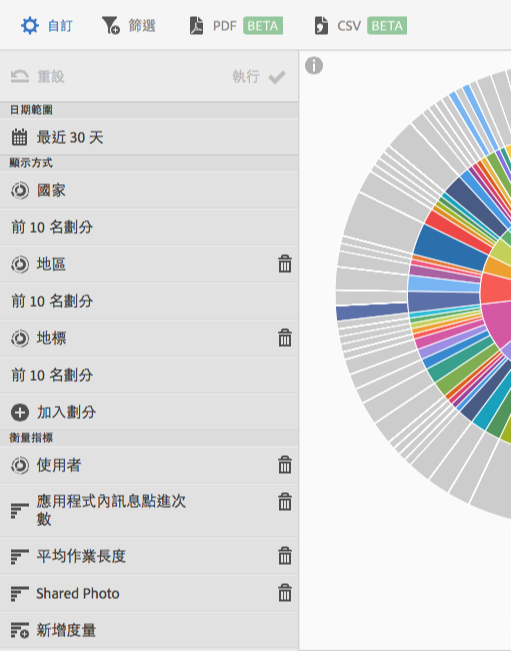 自訂 篩選 PDF BETA CSV BETA
重設 執行
日期範圍
最近 30 天
顯示方式
國家
前 10 名劃分
地區
前 10 名劃分
地標
前 10 名劃分
加入劃分
衡量指標
使用者
應用程式內訊息點進次
數
平均作業長度
Shared Photo
新增度量